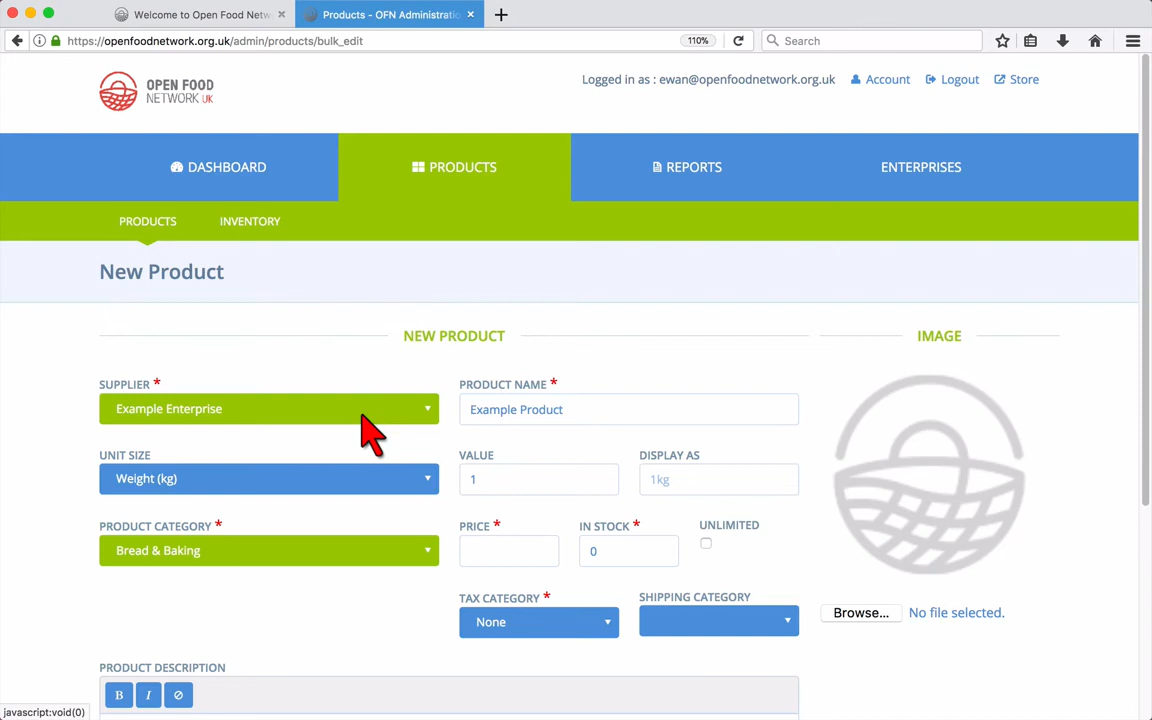 Welcome to Open Food Netw
Products - OFN Administratio
https://openfoodnetwork.org.uk/admin/products/bulk_edit
110%
Search
OPEN FOOD
NETWORK UK
Logged in as : ewan@openfoodnetwork.org.uk
Account
Logout
Store
DASHBOARD
PRODUCTS
REPORTS
ENTERPRISES
PRODUCTS
INVENTORY
New Product
NEW PRODUCT
IMAGE
SUPPLIER *
PRODUCT NAME *
Example Enterprise
Example Product
UNIT SIZE
VALUE
DISPLAY AS
Weight (kg)
1
1kg
PRODUCT CATEGORY *
PRICE *
IN STOCK *
UNLIMITED
Bread & Baking
0
TAX CATEGORY *
SHIPPING CATEGORY
None
Browse...
No file selected.
PRODUCT DESCRIPTION
B
I
javascript:void(0)